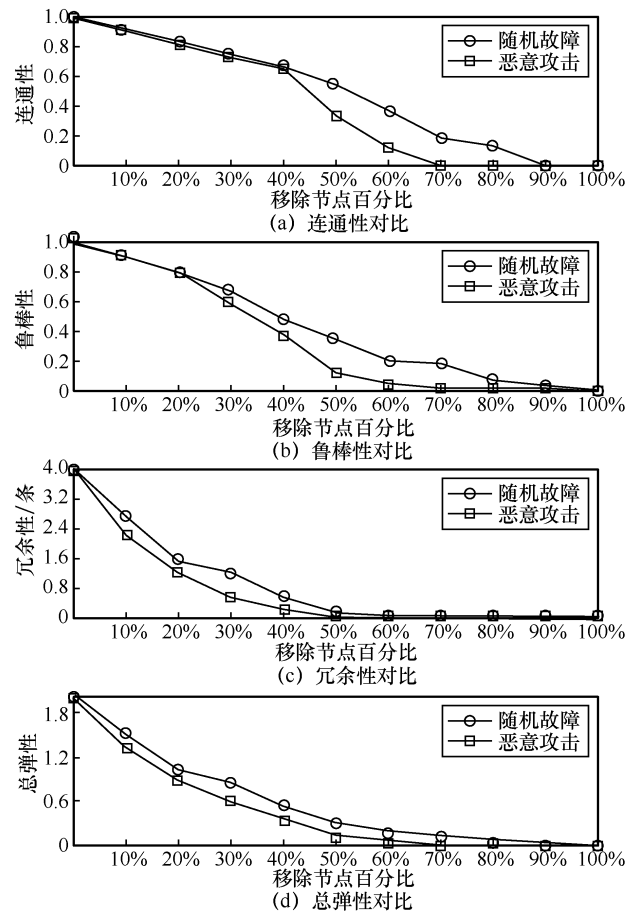 连通性
1.0
0.8
0.6
0.4
0.2
0
随机故障
恶意攻击
10% 20% 30% 40% 50% 60% 70% 80% 90% 100%
移除节点百分比
(a) 连通性对比
鲁棒性
1.0
0.8
0.6
0.4
0.2
0
随机故障
恶意攻击
10% 20% 30% 40% 50% 60% 70% 80% 90% 100%
移除节点百分比
(b) 鲁棒性对比
冗余性/条
4.0
3.2
2.4
1.6
0.8
0
随机故障
恶意攻击
10% 20% 30% 40% 50% 60% 70% 80% 90% 100%
移除节点百分比
(c) 冗余性对比
总弹性
1.8
1.2
0.6
0
随机故障
恶意攻击
10% 20% 30% 40% 50% 60% 70% 80% 90% 100%
移除节点百分比
(d) 总弹性对比